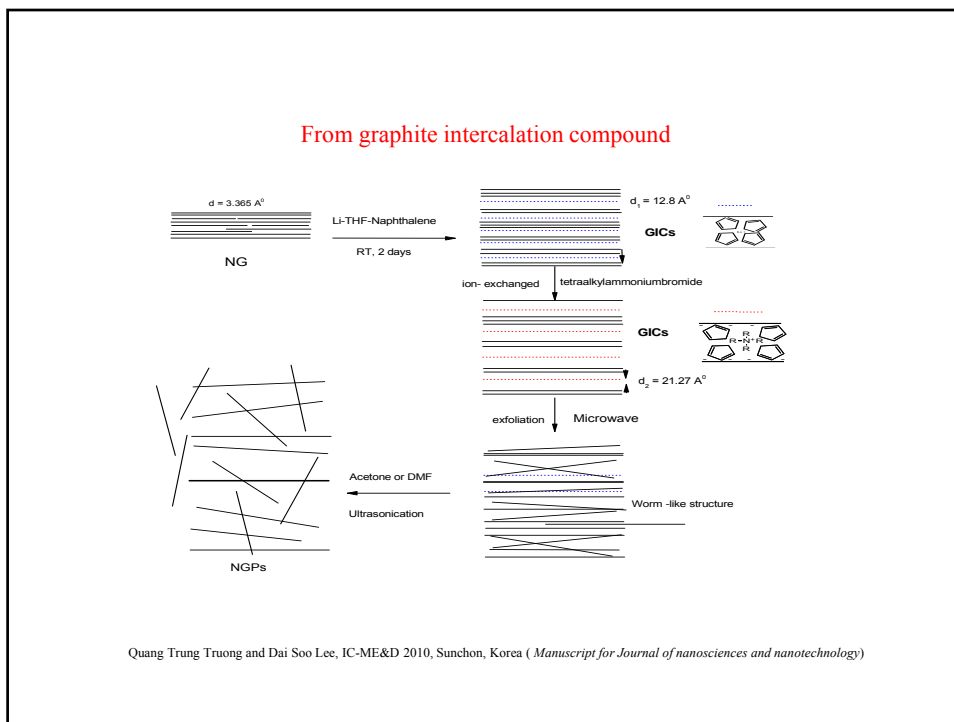 From graphite intercalation compound
d = 3.365 A⁰
NG
Li-THF-Naphthalene
RT, 2 days
d₁ = 12.8 A⁰
GICs
ion- exchanged
tetraalkylammoniumbromide
GICs
R
R-N⁺R
R
d₂ = 21.27 A⁰
exfoliation
Microwave
Worm -like structure
Acetone or DMF
Ultrasonication
NGPs
Quang Trung Truong and Dai Soo Lee, IC-ME&D 2010, Sunchon, Korea ( Manuscript for Journal of nanosciences and nanotechnology)